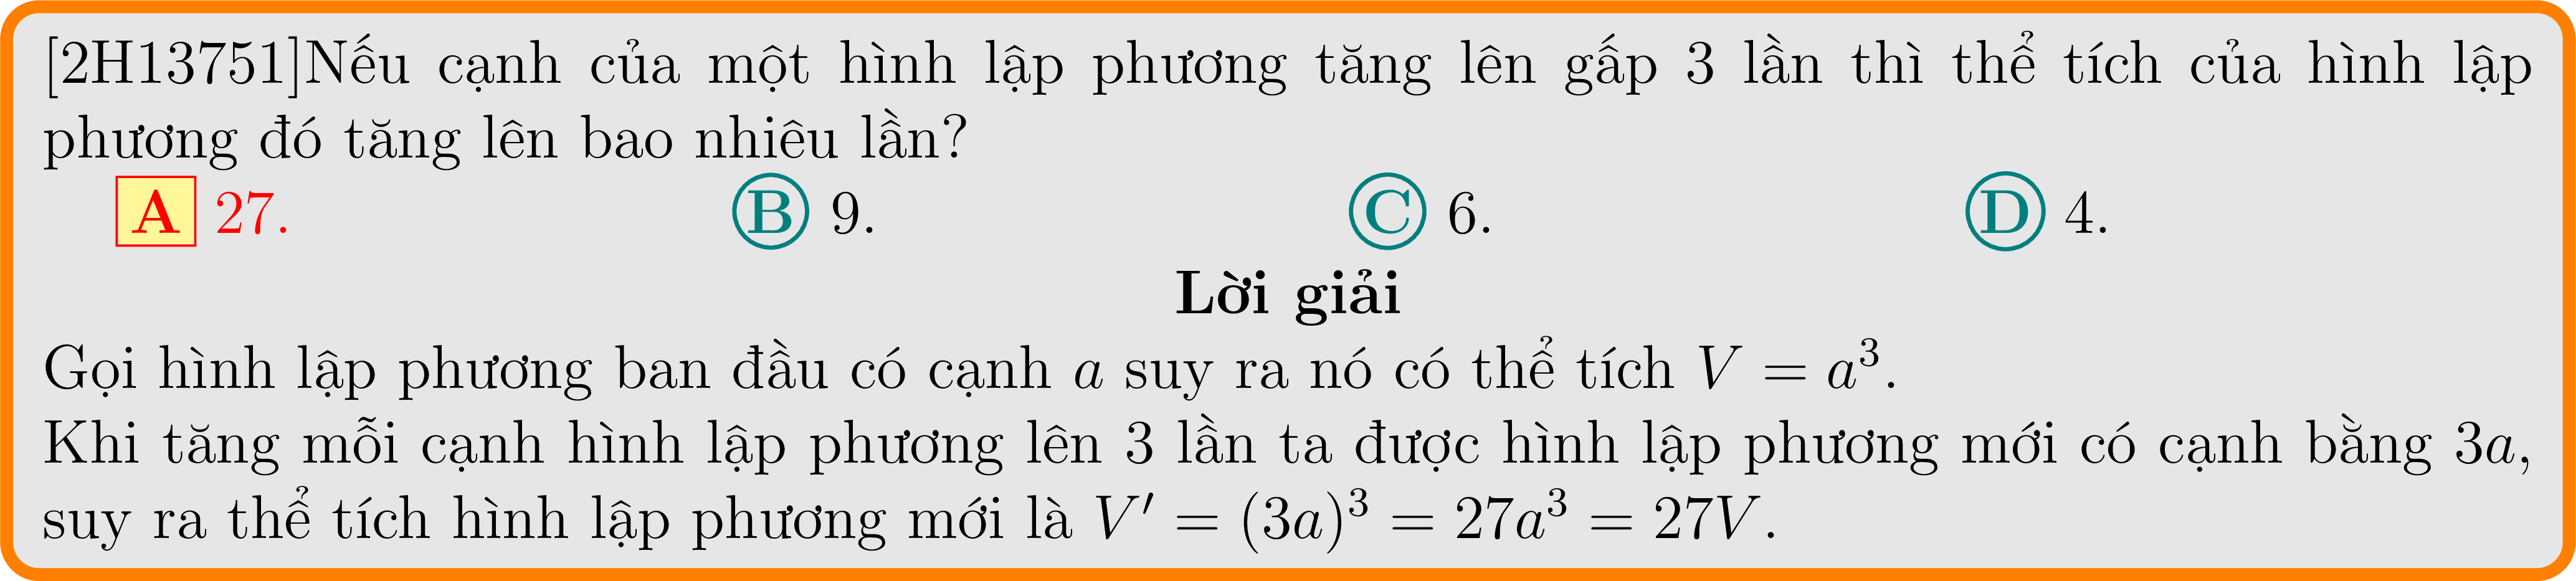 [2H13751]Nếu cạnh của một hình lập phương tăng lên gấp 3 lần thì thể tích của hình lập
phương đó tăng lên bao nhiêu lần?
A 27. B 9. C 6. D 4.
Lời giải
Gọi hình lập phương ban đầu có cạnh a suy ra nó có thể tích V = a³.
Khi tăng mỗi cạnh hình lập phương lên 3 lần ta được hình lập phương mới có cạnh bằng 3a,
suy ra thể tích hình lập phương mới là V′ = (3a)³ = 27a³ = 27V.